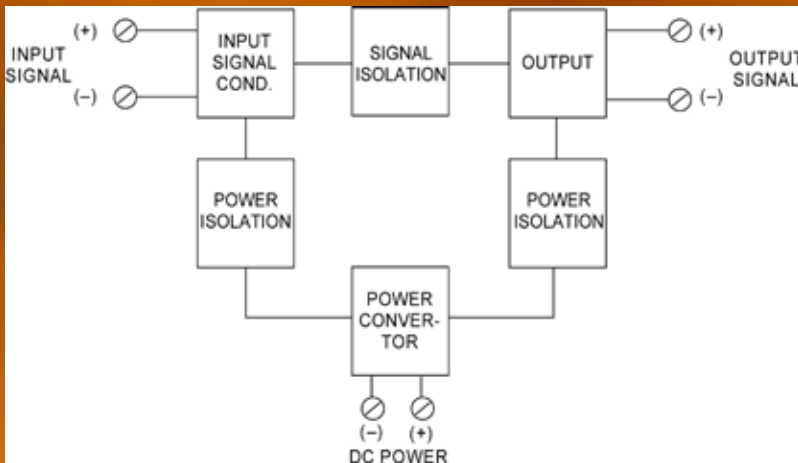 INPUT
SIGNAL
(+)
(–)
INPUT
SIGNAL
COND.
SIGNAL
ISOLATION
OUTPUT
(+)
(–)
OUTPUT
SIGNAL
POWER
ISOLATION
POWER
ISOLATION
POWER
CONVER-
TOR
(–) (+)
DC POWER